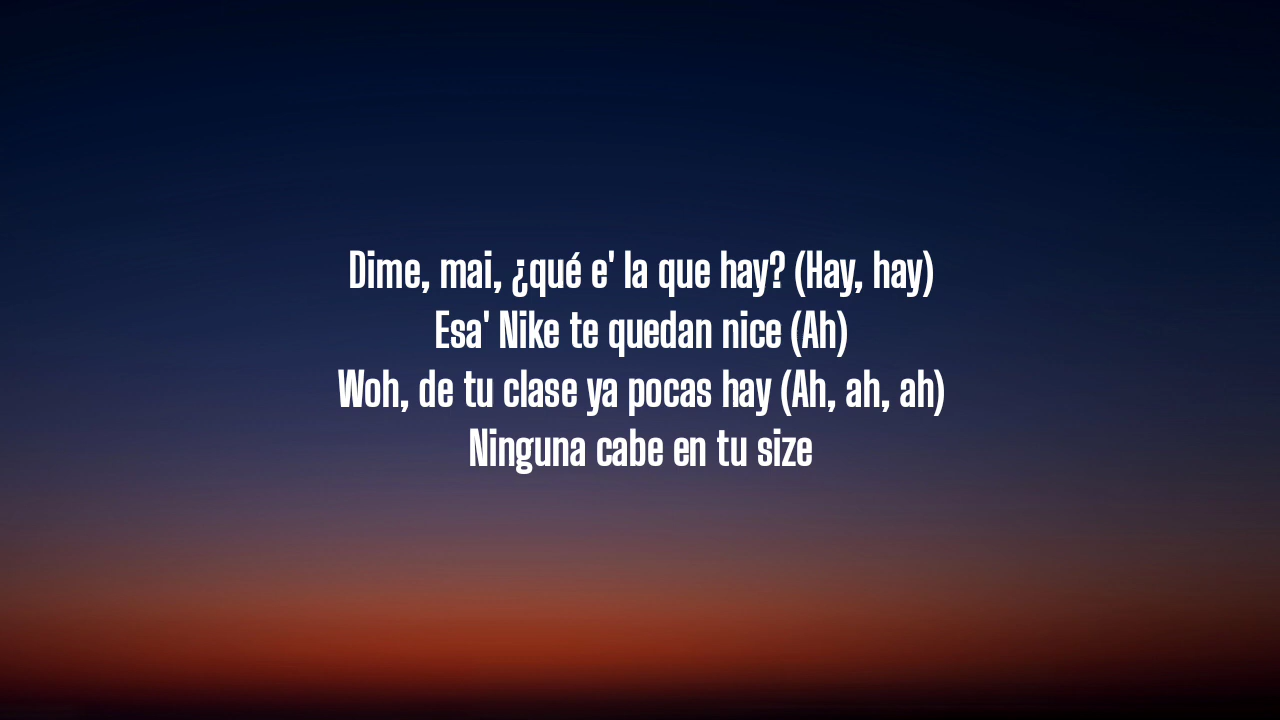 Dime, mai, ¿qué e' la que hay? (Hay, hay)
Esa' Nike te quedan nice (Ah)
Woh, de tu clase ya pocas hay (Ah, ah, ah)
Ninguna cabe en tu size